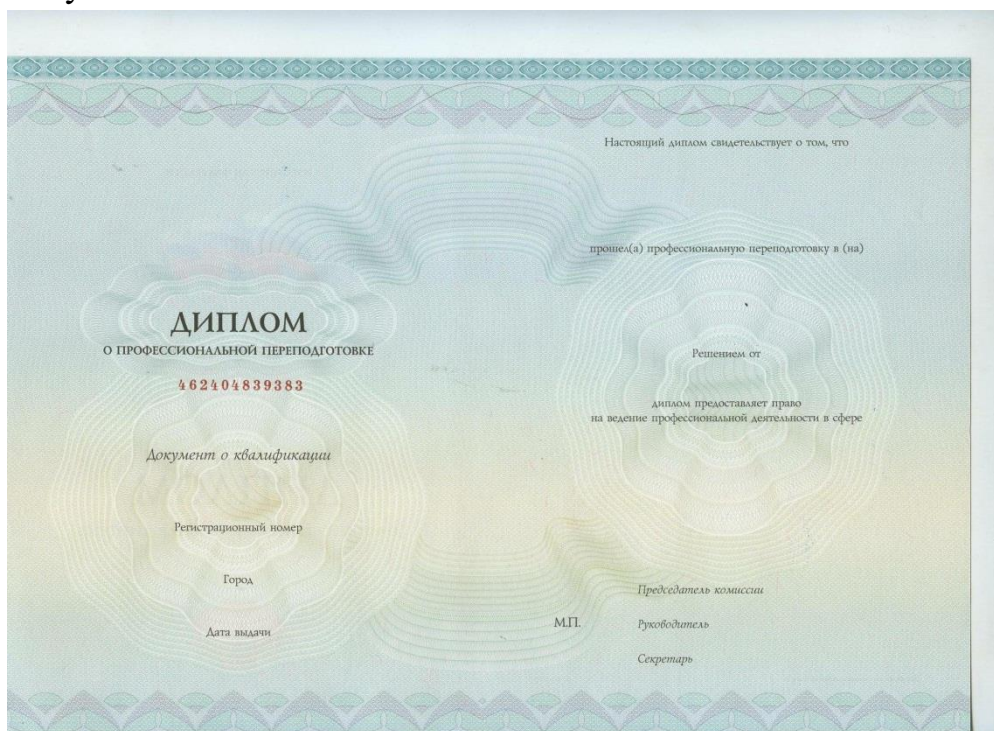 ДИПЛОМ
О ПРОФЕССИОНАЛЬНОЙ ПЕРЕПОДГОТОВКЕ
462404839383
Документ о квалификации
Регистрационный номер
Город
Дата выдачи
Настоящий диплом свидетельствует о том, что
прошел(а) профессиональную переподготовку в (на)
Решением от
диплом предоставляет право
на ведение профессиональной деятельности в сфере
Председатель комиссии
М.П.
Руководитель
Секретарь